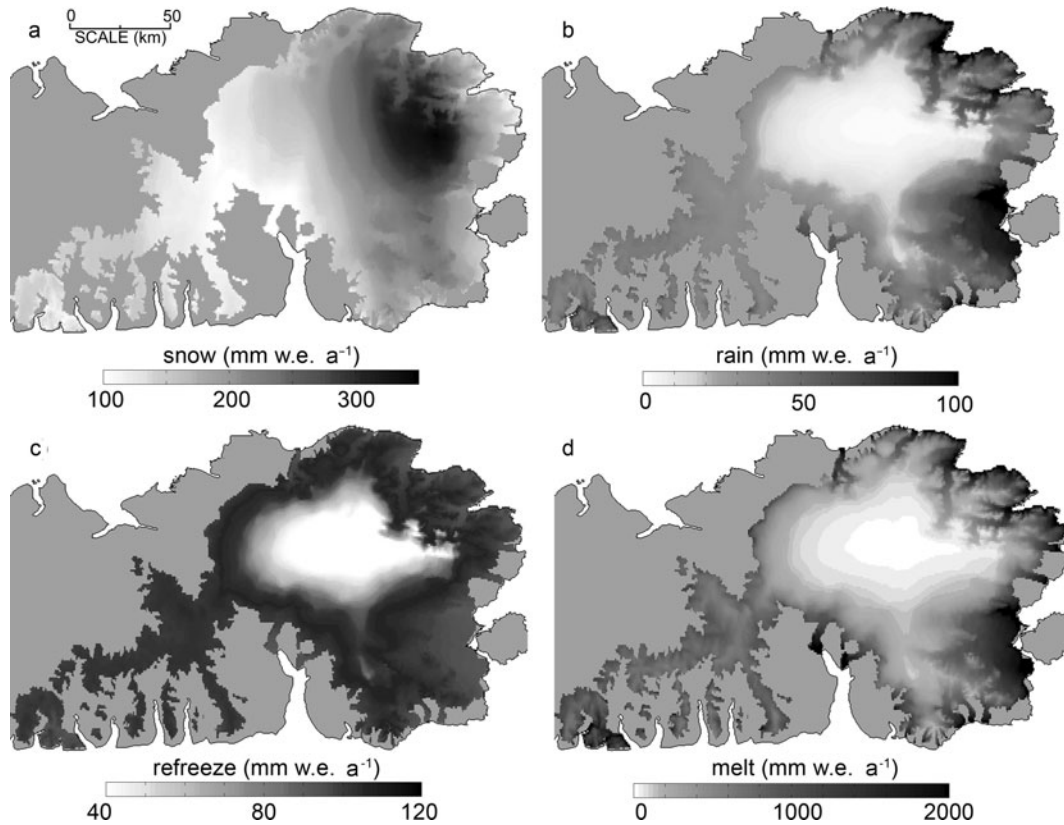 a
0 50
SCALE (km)
b
snow (mm w.e. a⁻¹)
100 200 300
rain (mm w.e. a⁻¹)
0 50 100
c
d
refreeze (mm w.e. a⁻¹)
40 80 120
melt (mm w.e. a⁻¹)
0 1000 2000